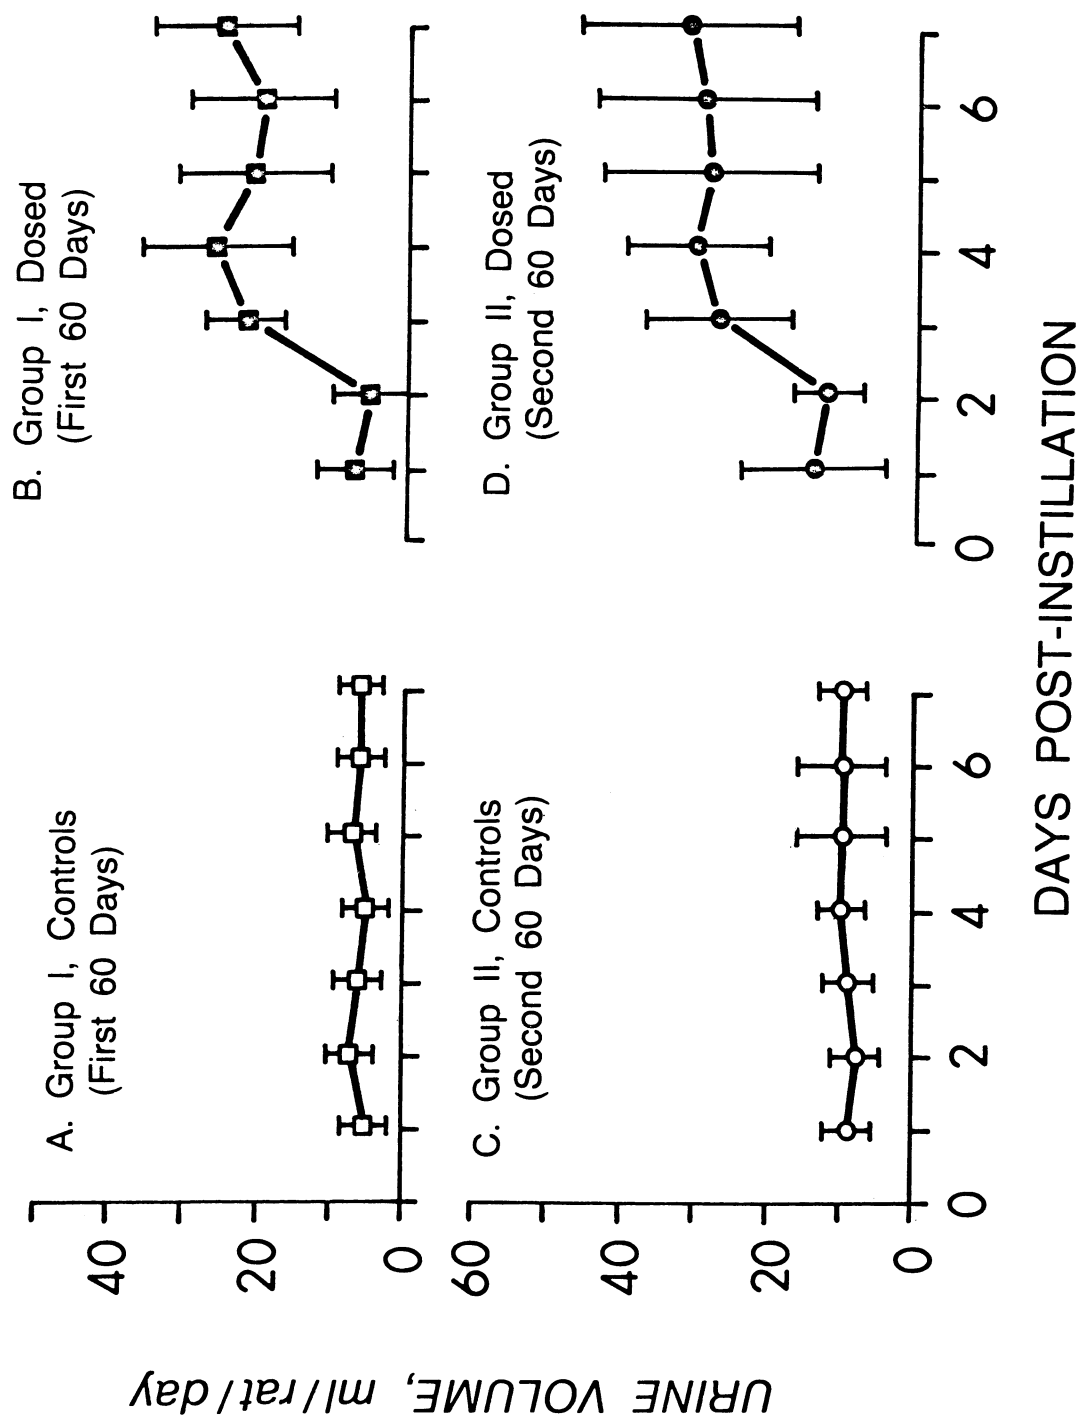 A. Group I, Controls
(First 60 Days)
B. Group I, Dosed
(First 60 Days)
40
20
0
C. Group II, Controls
(Second 60 Days)
D. Group II, Dosed
(Second 60 Days)
60
40
20
0
0 2 4 6
0 2 4 6
URINE VOLUME, ml/rat/day
DAYS POST-INSTILLATION